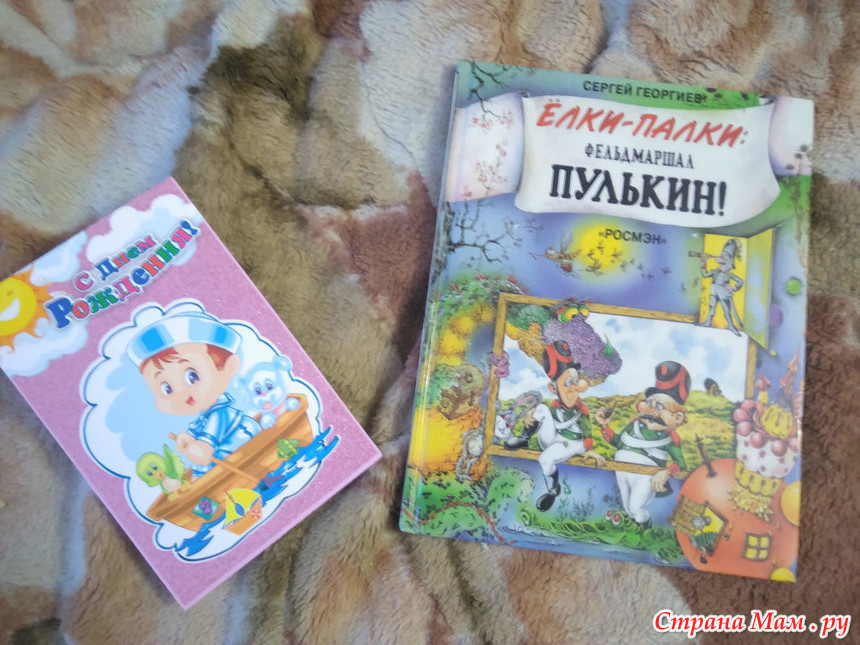 С Днем
Рождения!
СЕРГЕЙ ГЕОРГИЕВ
ЁЛКИ-ПАЛКИ:
ФЕЛЬДМАРШАЛ
ПУЛЬКИН!
«РОСМЭН»
Страна Мам.ру